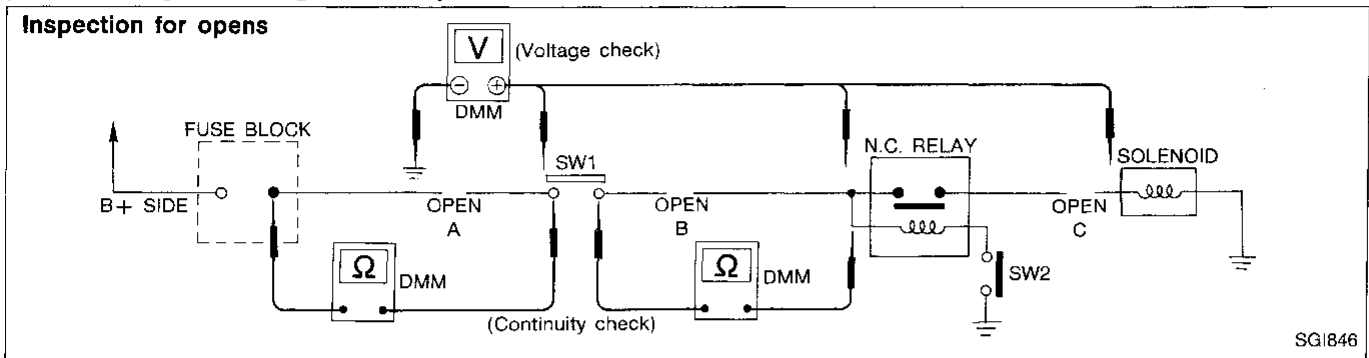 Inspection for opens
V
(Voltage check)
− +
DMM
FUSE BLOCK
SW1
N.C. RELAY
SOLENOID
B+ SIDE
OPEN
A
OPEN
B
OPEN
C
Ω
DMM
Ω
DMM
SW2
(Continuity check)
SGI846